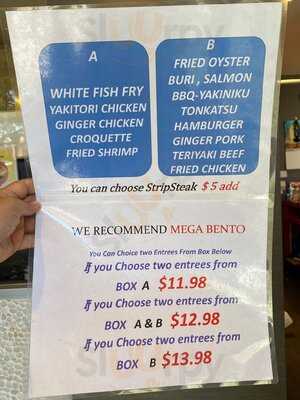 A
WHITE FISH FRY
YAKITORI CHICKEN
GINGER CHICKEN
CROQUETTE
FRIED SHRIMP
B
FRIED OYSTER
BURI , SALMON
BBQ-YAKINIKU
TONKATSU
HAMBURGER
GINGER PORK
TERIYAKI BEEF
FRIED CHICKEN
You can choose StripSteak $5 add
WE RECOMMEND MEGA BENTO
You Can Choice two Entrees From Box Below
If you Choose two entrees from
BOX A $11.98
If you Choose two entrees from
BOX A & B $12.98
If you Choose two entrees from
BOX B $13.98